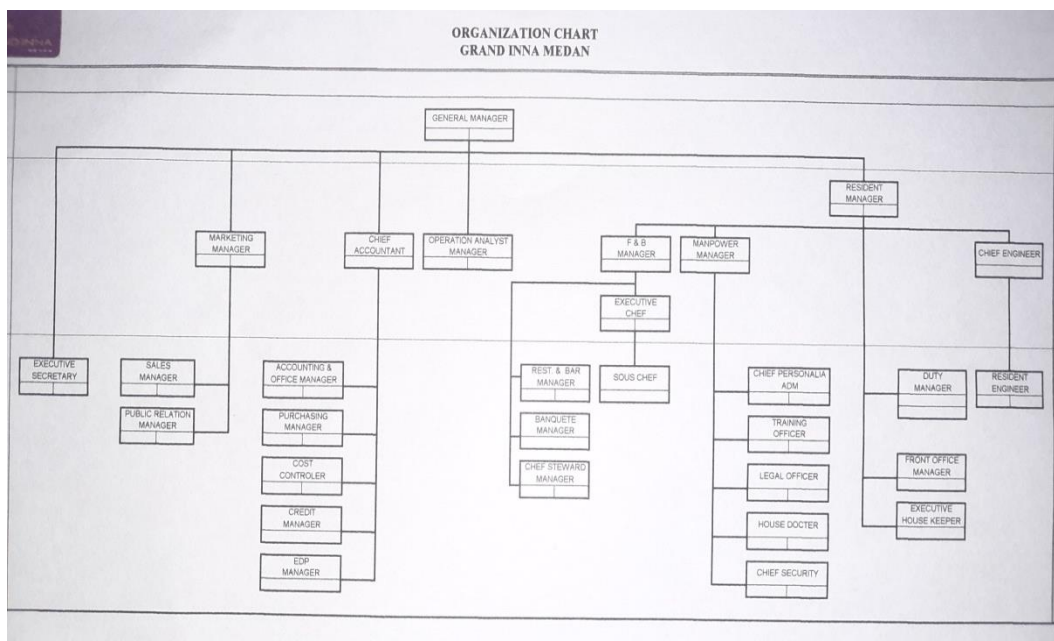 ORGANIZATION CHART
GRAND INNA MEDAN
GENERAL MANAGER
RESIDENT
MANAGER
MARKETING
MANAGER
CHIEF
ACCOUNTANT
OPERATION ANALYST
MANAGER
F & B
MANAGER
MANPOWER
MANAGER
CHIEF ENGINEER
EXECUTIVE
CHEF
EXECUTIVE
SECRETARY
SALES
MANAGER
ACCOUNTING &
OFFICE MANAGER
REST. & BAR
MANAGER
SOUS CHEF
CHIEF PERSONALIA
ADM
DUTY
MANAGER
RESIDENT
ENGINEER
PUBLIC RELATION
MANAGER
PURCHASING
MANAGER
BANQUETE
MANAGER
TRAINING
OFFICER
COST
CONTROLER
CHEF STEWARD
MANAGER
LEGAL OFFICER
FRONT OFFICE
MANAGER
CREDIT
MANAGER
HOUSE DOCTER
EXECUTIVE
HOUSE KEEPER
EDP
MANAGER
CHIEF SECURITY